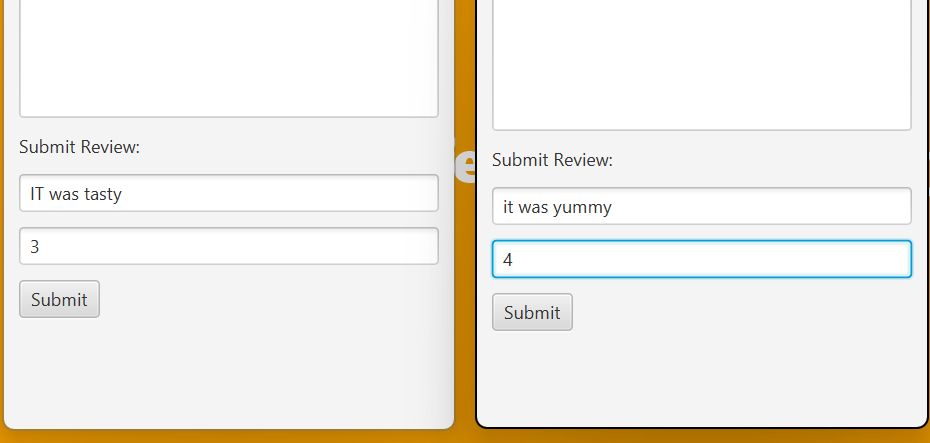 Submit Review:
IT was tasty
3
Submit
Submit Review:
it was yummy
4
Submit